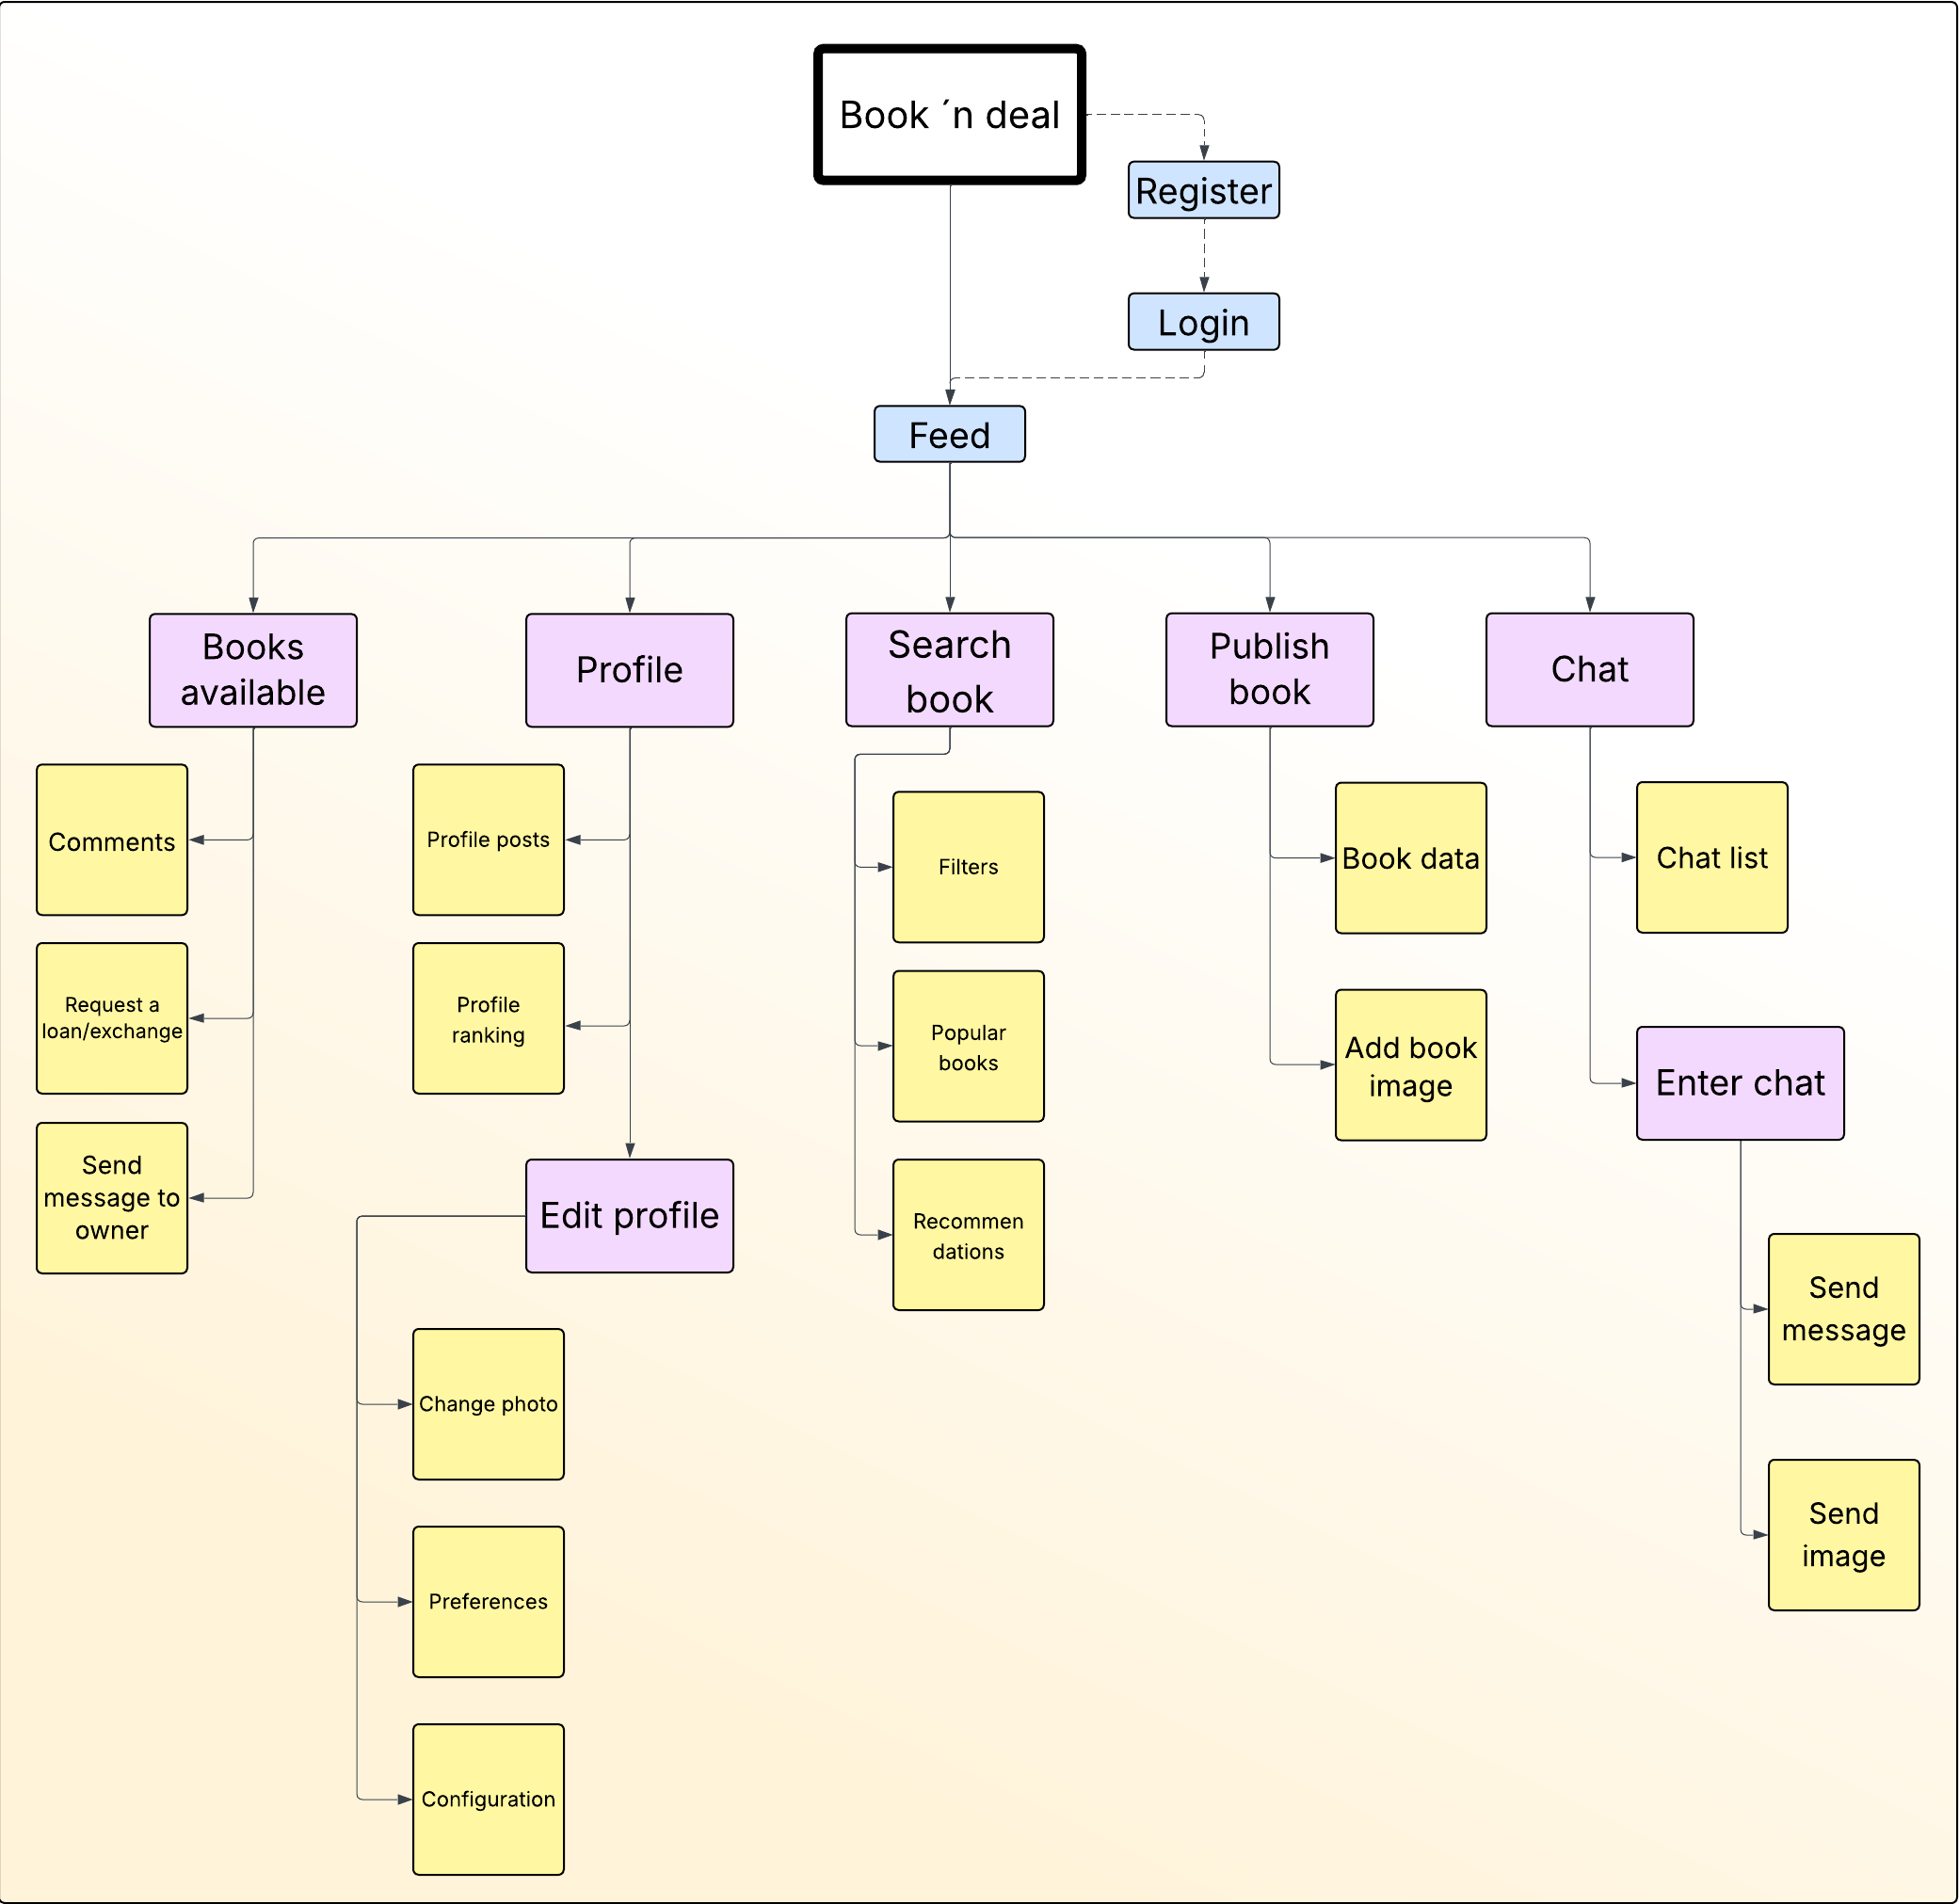 Book ´n deal
Register
Login
Feed
Books
available
Profile
Search
book
Publish
book
Chat
Comments
Request a
loan/exchange
Send
message to
owner
Profile posts
Profile
ranking
Edit profile
Change photo
Preferences
Configuration
Filters
Popular
books
Recommen
dations
Book data
Add book
image
Chat list
Enter chat
Send
message
Send
image